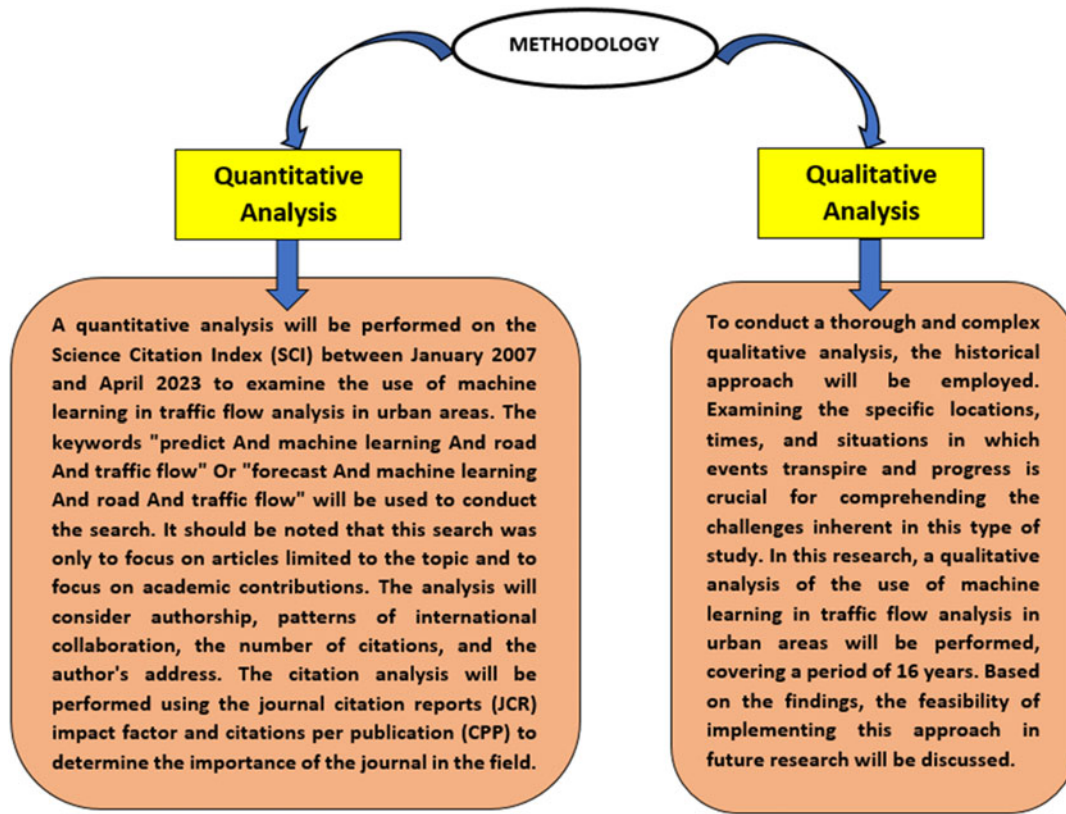 METHODOLOGY
Quantitative
Analysis
A quantitative analysis will be performed on the
Science Citation Index (SCI) between January 2007
and April 2023 to examine the use of machine
learning in traffic flow analysis in urban areas. The
keywords "predict And machine learning And road
And traffic flow" Or "forecast And machine learning
And road And traffic flow" will be used to conduct
the search. It should be noted that this search was
only to focus on articles limited to the topic and to
focus on academic contributions. The analysis will
consider authorship, patterns of international
collaboration, the number of citations, and the
author's address. The citation analysis will be
performed using the journal citation reports (JCR)
impact factor and citations per publication (CPP) to
determine the importance of the journal in the field.
Qualitative
Analysis
To conduct a thorough and complex
qualitative analysis, the historical
approach will be employed.
Examining the specific locations,
times, and situations in which
events transpire and progress is
crucial for comprehending the
challenges inherent in this type of
study. In this research, a qualitative
analysis of the use of machine
learning in traffic flow analysis in
urban areas will be performed,
covering a period of 16 years. Based
on the findings, the feasibility of
implementing this approach in
future research will be discussed.